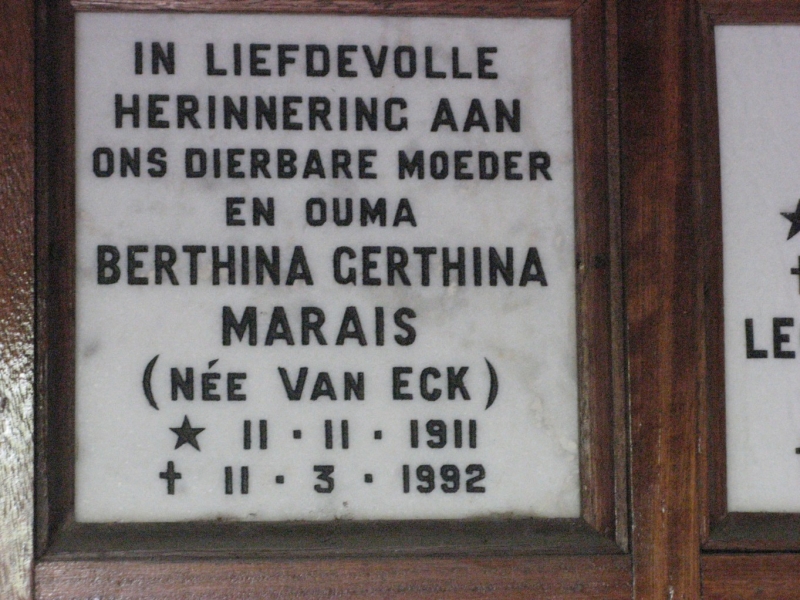 IN LIEFDEVOLLE
HERINNERING AAN
ONS DIERBARE MOEDER
EN OUMA
BERTHINA GERTHINA
MARAIS
(NÉE VAN ECK)
★ 11 · 11 · 1911
† 11 · 3 · 1992